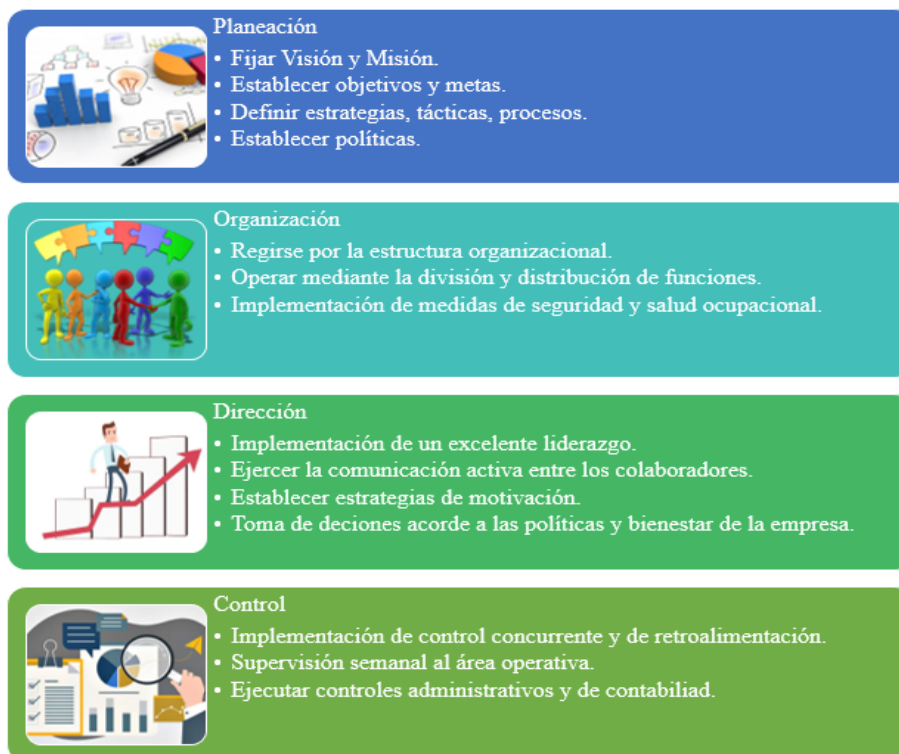 Planeación
• Fijar Visión y Misión.
• Establecer objetivos y metas.
• Definir estrategias, tácticas, procesos.
• Establecer políticas.
Organización
• Regirse por la estructura organizacional.
• Operar mediante la división y distribución de funciones.
• Implementación de medidas de seguridad y salud ocupacional.
Dirección
• Implementación de un excelente liderazgo.
• Ejercer la comunicación activa entre los colaboradores.
• Establecer estrategias de motivación.
• Toma de deciones acorde a las políticas y bienestar de la empresa.
Control
• Implementación de control concurrente y de retroalimentación.
• Supervisión semanal al área operativa.
• Ejecutar controles administrativos y de contabiliad.